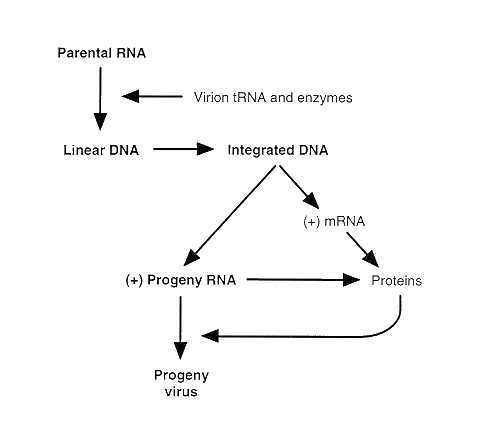 Parental RNA
Virion tRNA and enzymes
Linear DNA
Integrated DNA
(+) mRNA
(+) Progeny RNA
Proteins
Progeny
virus